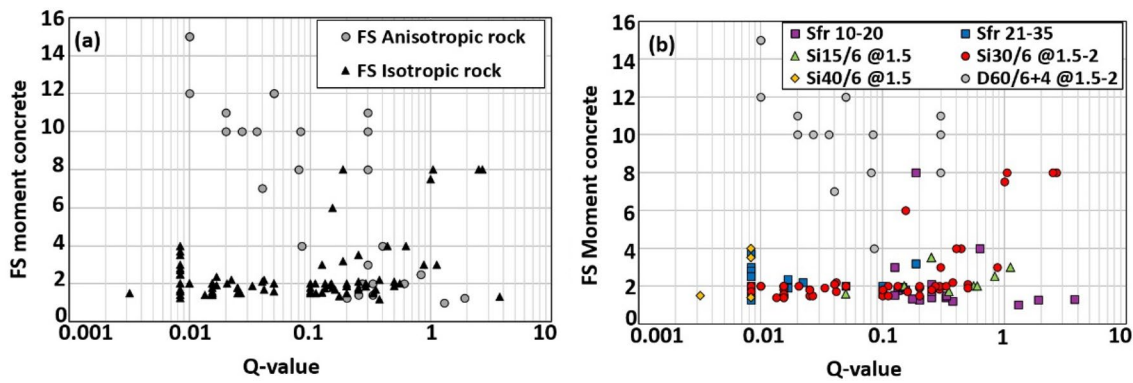 (a)
FS Anisotropic rock
FS Isotropic rock
FS moment concrete
16
14
12
10
8
6
4
2
0
0.001 0.01 0.1 1 10
Q-value
(b)
Sfr 10-20 Sfr 21-35
Si15/6 @1.5 Si30/6 @1.5-2
Si40/6 @1.5 D60/6+4 @1.5-2
FS Moment concrete
16
14
12
10
8
6
4
2
0
0.001 0.01 0.1 1 10
Q-value